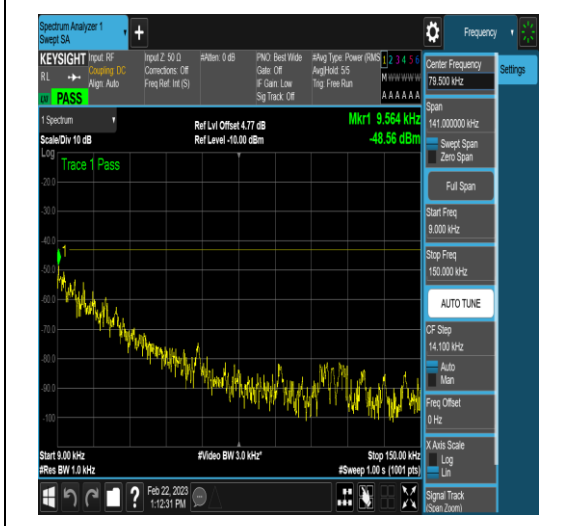 Spectrum Analyzer 1
Swept SA
+
Frequency
KEYSIGHT
Input: RF
Coupling: DC
Align: Auto
Input Z: 50 Ω
Corrections: Off
Freq Ref: Int (S)
#Atten: 0 dB
PNO: Best Wide
Gate: Off
IF Gain: Low
Sig Track: Off
#Avg Type: Power (RMS
Avg|Hold: 5/5
Trig: Free Run
1 2 3 4 5 6
M W W W W W
A A A A A A
RL
PASS
1 Spectrum
Scale/Div 10 dB
Ref Lvl Offset 4.77 dB
Ref Level -10.00 dBm
Mkr1 9.564 kHz
-48.56 dBm
Log
Trace 1 Pass
1
-20.0
-30.0
-40.0
-50.0
-60.0
-70.0
-80.0
-90.0
-100
Start 9.00 kHz
#Res BW 1.0 kHz
#Video BW 3.0 kHz*
Stop 150.00 kHz
#Sweep 1.00 s (1001 pts)
?
Feb 22, 2023
1:12:31 PM
Center Frequency
79.500 kHz
Settings
Span
141.000000 kHz
Swept Span
Zero Span
Full Span
Start Freq
9.000 kHz
Stop Freq
150.000 kHz
AUTO TUNE
CF Step
14.100 kHz
Auto
Man
Freq Offset
0 Hz
X Axis Scale
Log
Lin
Signal Track
(Span Zoom)